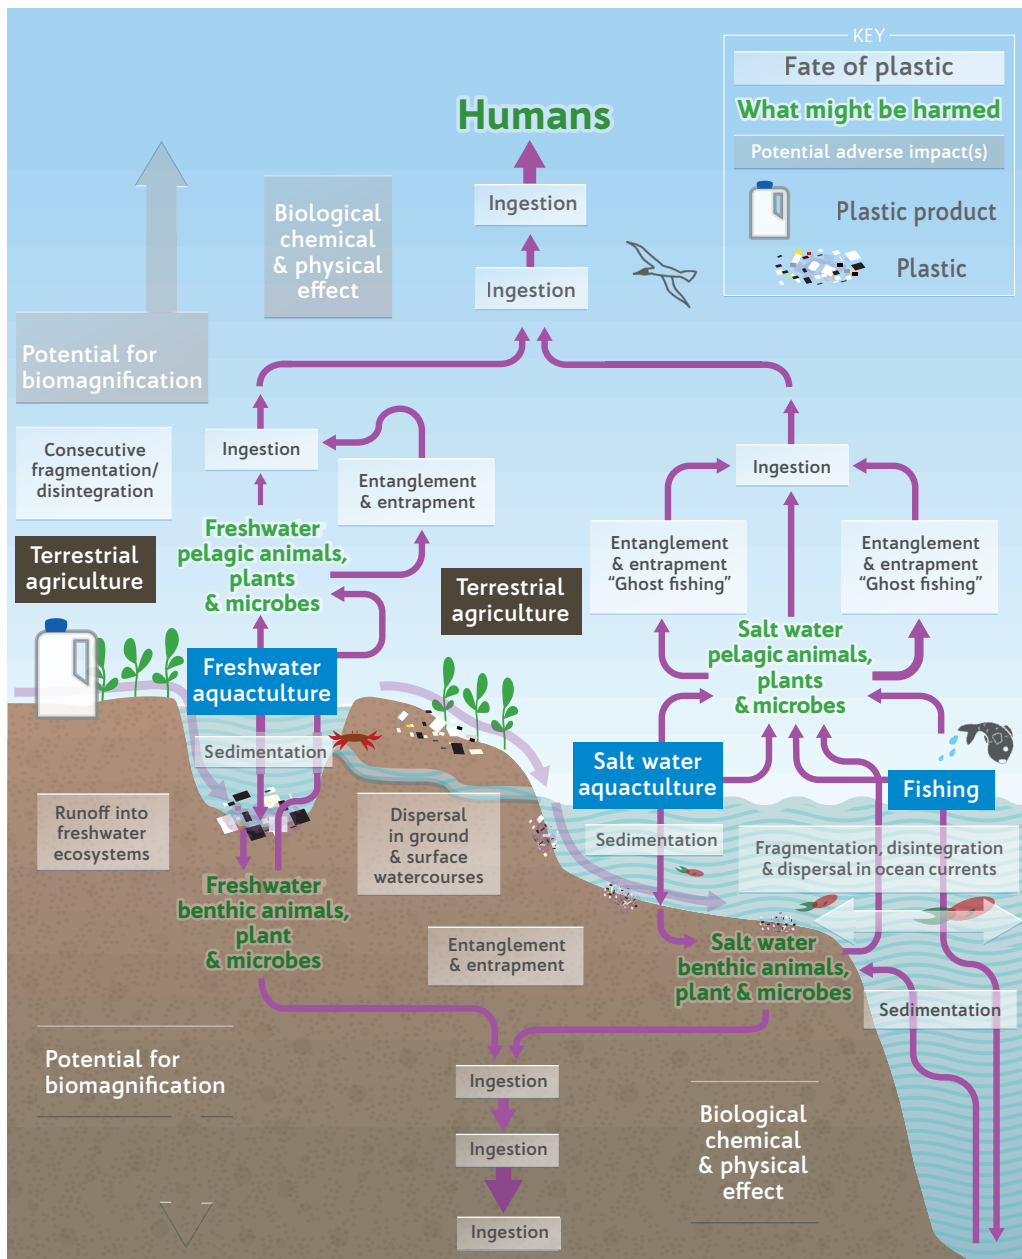 KEY
Fate of plastic
What might be harmed
Potential adverse impact(s)
Plastic product
Plastic
Humans
Ingestion
Ingestion
Biological
chemical
& physical
effect
Potential for
biomagnification
Consecutive
fragmentation/
disintegration
Ingestion
Entanglement
& entrapment
Ingestion
Entanglement
& entrapment
“Ghost fishing”
Entanglement
& entrapment
“Ghost fishing”
Freshwater
pelagic animals,
plants
& microbes
Terrestrial
agriculture
Terrestrial
agriculture
Salt water
pelagic animals,
plants
& microbes
Freshwater
aquactulture
Sedimentation
Salt water
aquactulture
Fishing
Runoff into
freshwater
ecosystems
Dispersal
in ground
& surface
watercourses
Sedimentation
Fragmentation, disintegration
& dispersal in ocean currents
Freshwater
benthic animals,
plant
& microbes
Entanglement
& entrapment
Salt water
benthic animals,
plant & microbes
Sedimentation
Potential for
biomagnification
Ingestion
Ingestion
Ingestion
Biological
chemical
& physical
effect